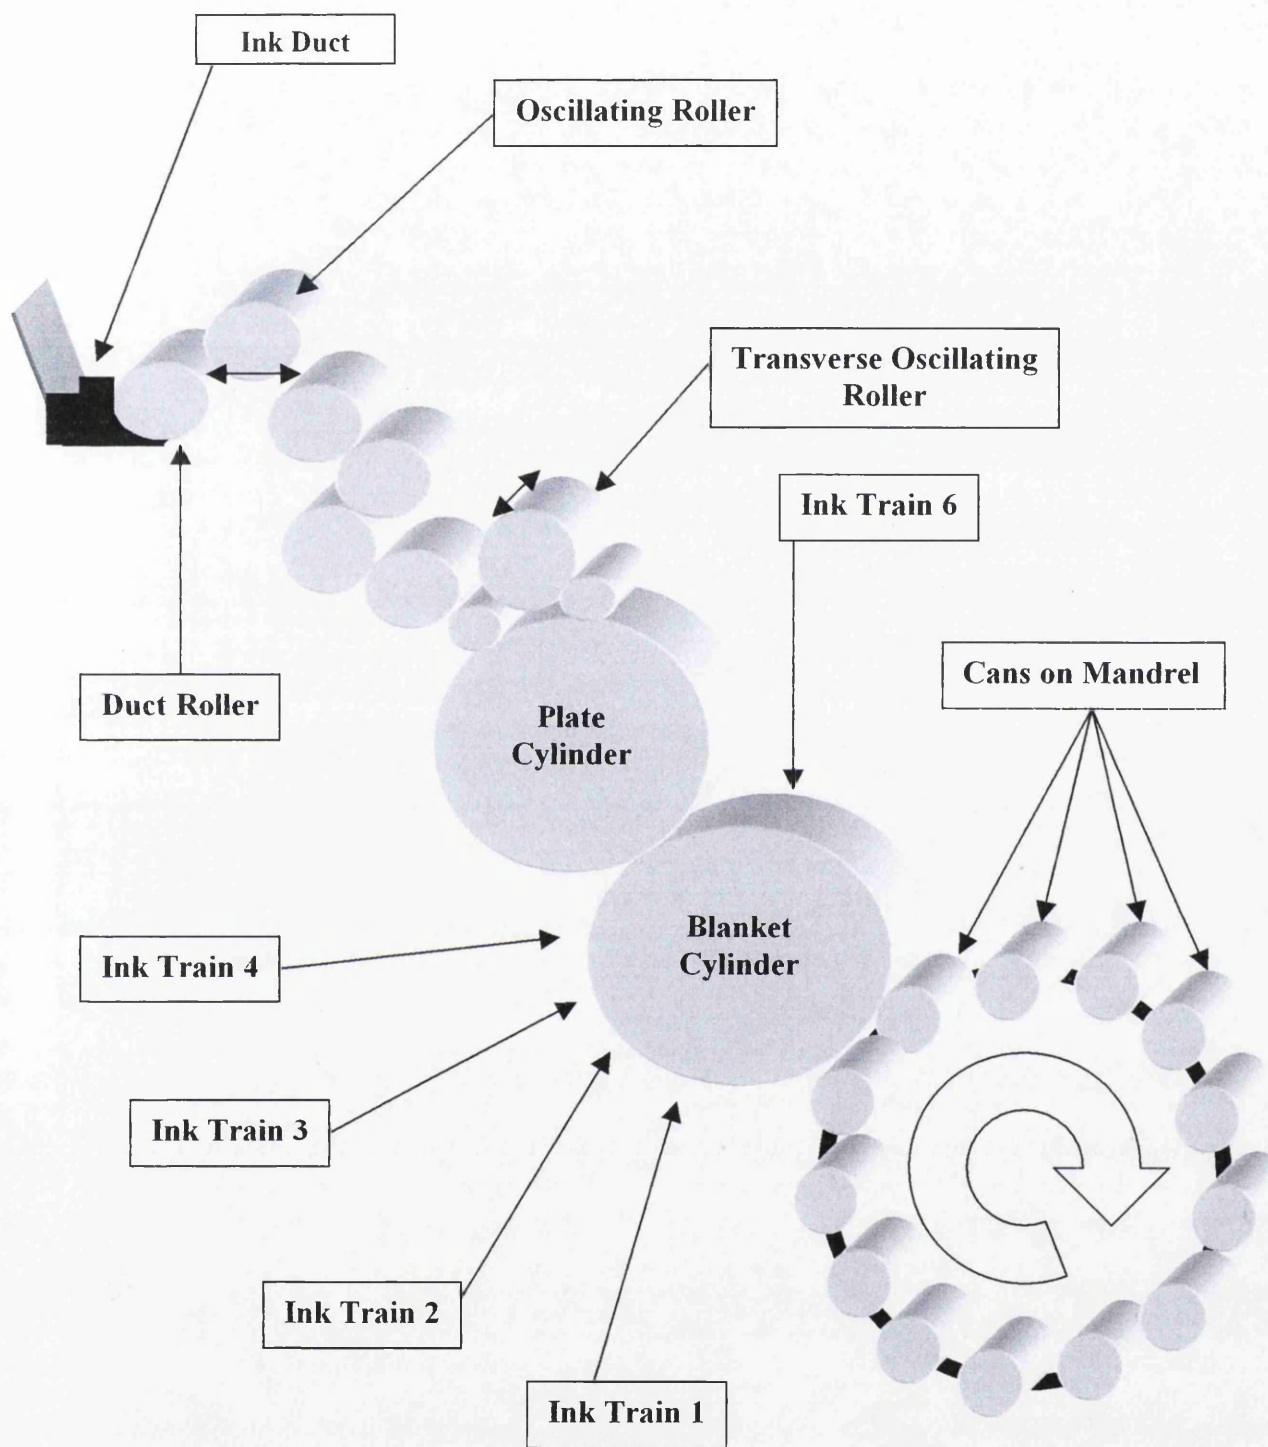 Ink Duct
Oscillating Roller
Transverse Oscillating
Roller
Ink Train 6
Cans on Mandrel
Duct Roller
Plate
Cylinder
Blanket
Cylinder
Ink Train 4
Ink Train 3
Ink Train 2
Ink Train 1